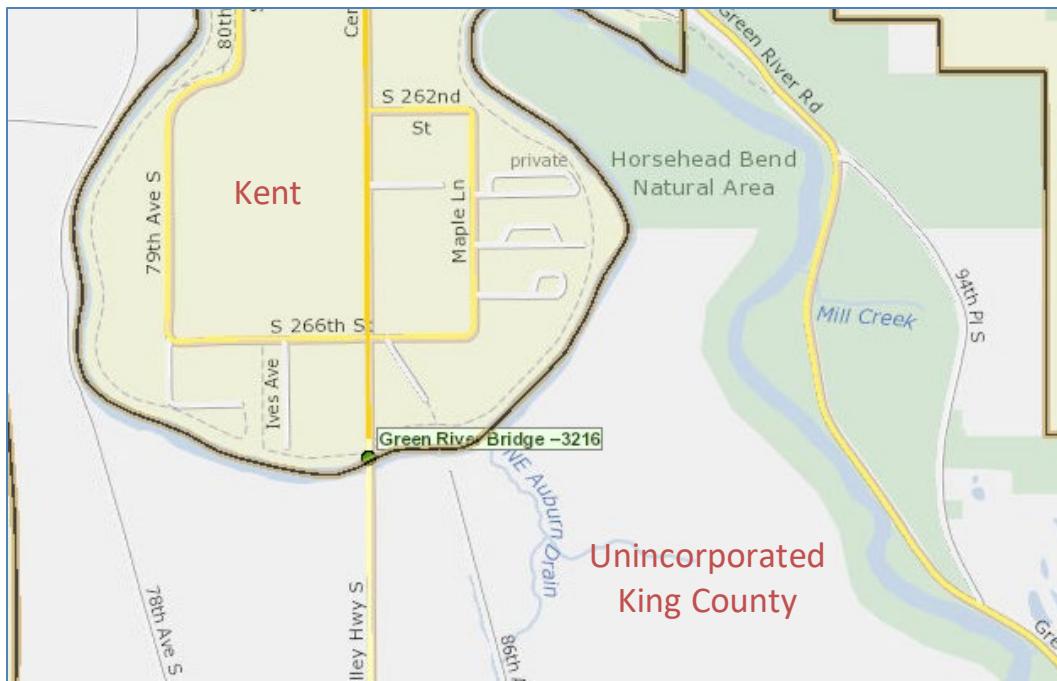 80th
Cen
Green River Rd
S 262nd
St
private
Horsehead Bend
Natural Area
Kent
79th Ave S
Maple Ln
94th Pl S
Mill Creek
S 266th St
Ives Ave
Green River Bridge –3216
NE Auburn Drain
Unincorporated
King County
78th Ave S
lley Hwy S
86th A
Gre